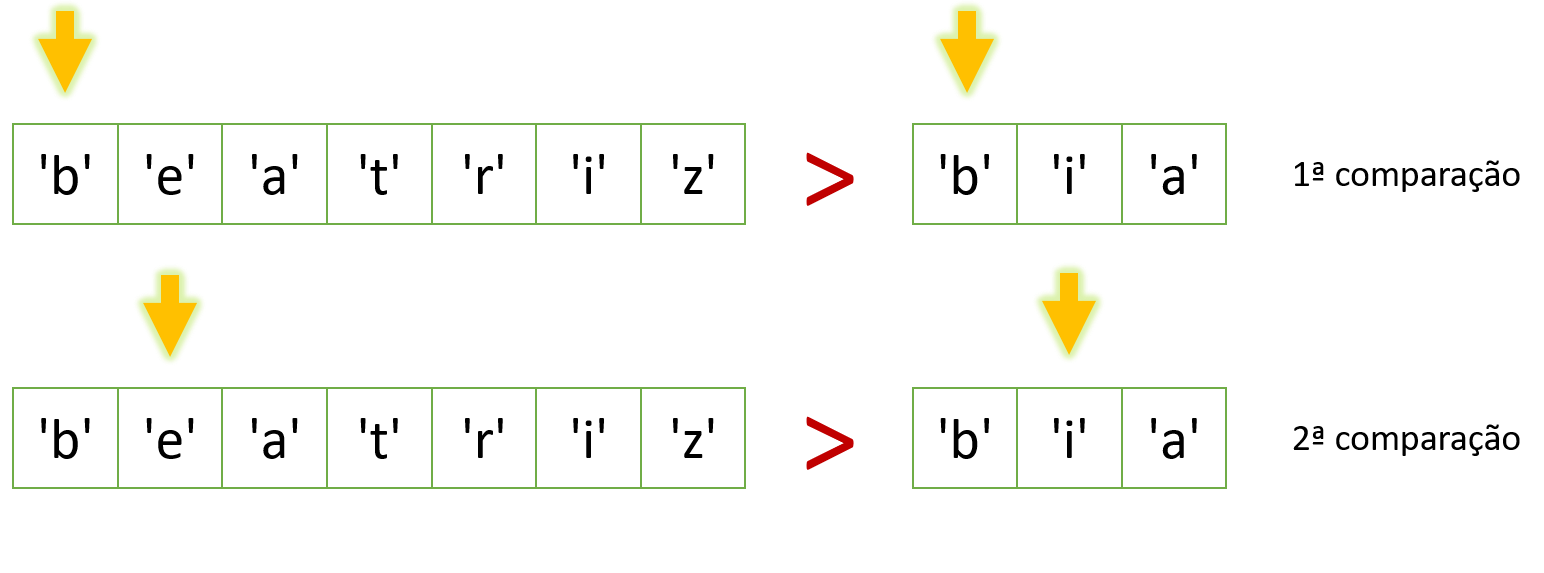 'b' 'e' 'a' 't' 'r' 'i' 'z' > 'b' 'i' 'a' 1ª comparação
'b' 'e' 'a' 't' 'r' 'i' 'z' > 'b' 'i' 'a' 2ª comparação